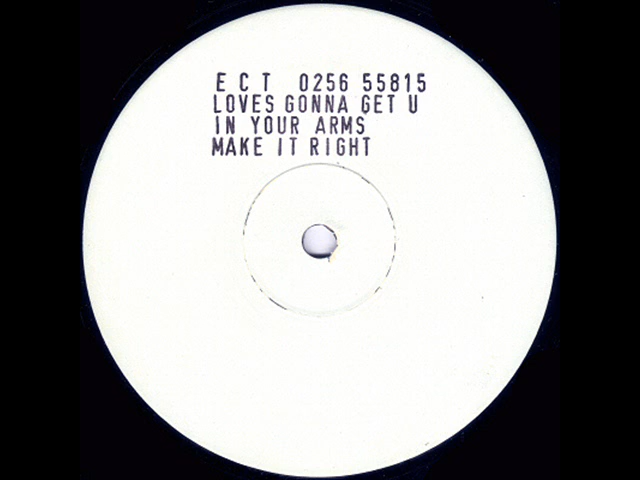 E C T 0256 55815
LOVES GONNA GET U
IN YOUR ARMS
MAKE IT RIGHT